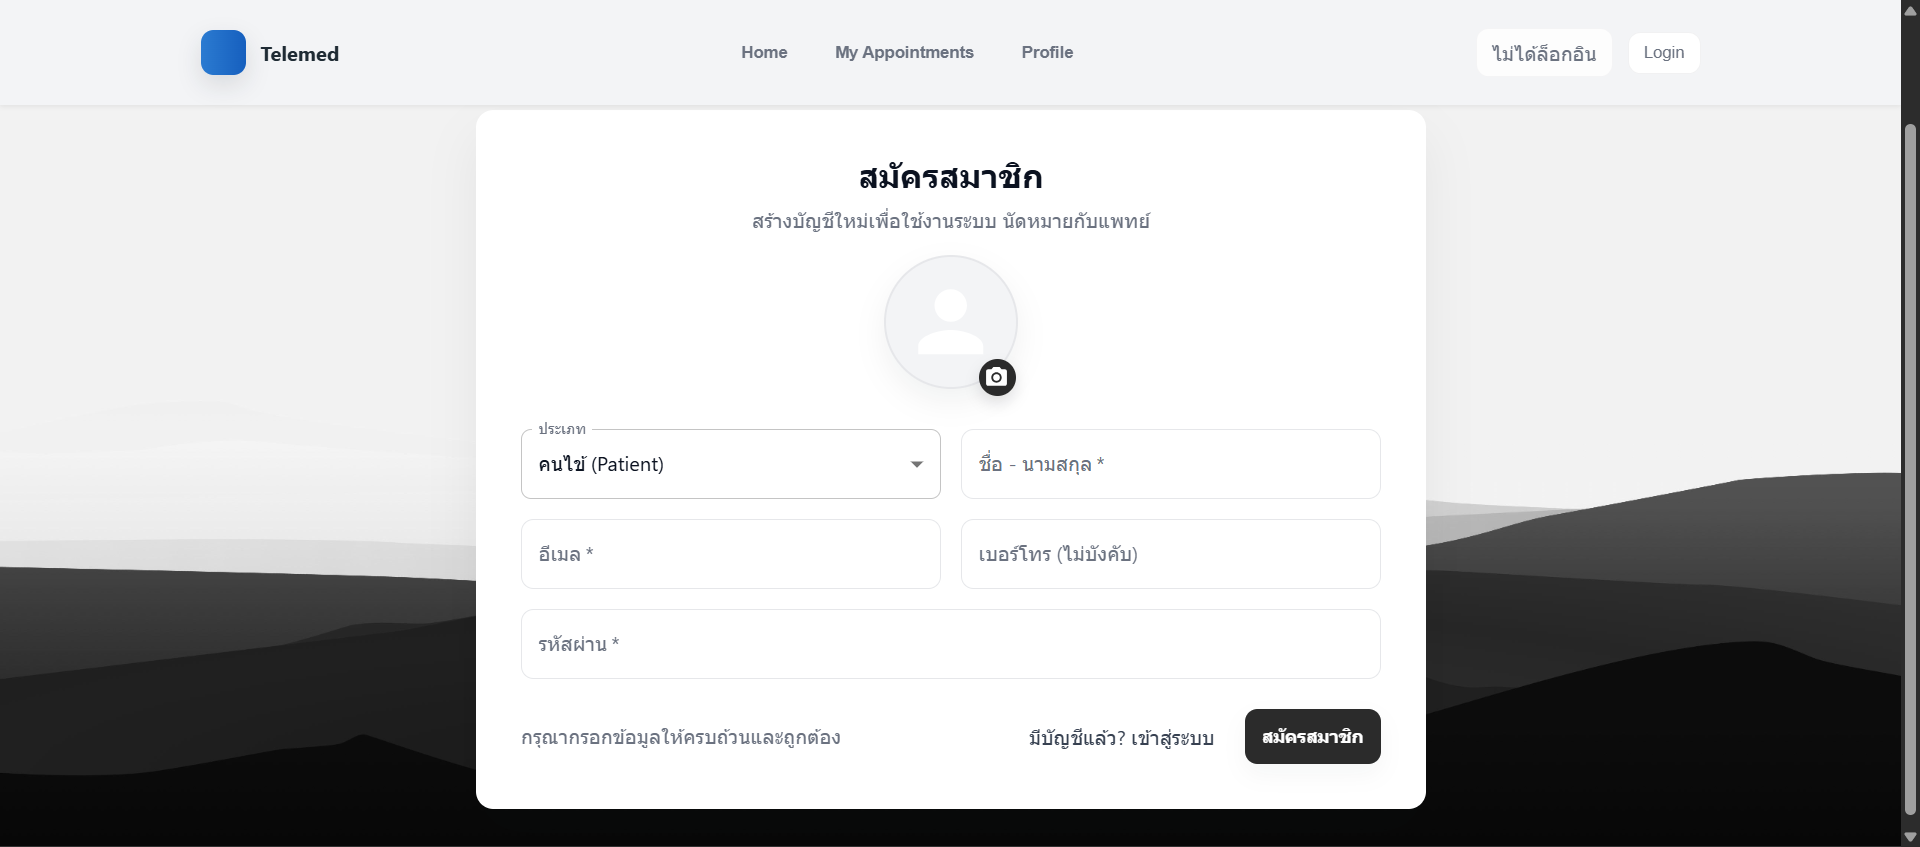 Telemed
Home
My Appointments
Profile
ไม่ได้ล็อกอิน
Login
สมัครสมาชิก
สร้างบัญชีใหม่เพื่อใช้งานระบบ นัดหมายกับแพทย์
ประเภท
คนไข้ (Patient)
ชื่อ - นามสกุล *
อีเมล *
เบอร์โทร (ไม่บังคับ)
รหัสผ่าน *
กรุณากรอกข้อมูลให้ครบถ้วนและถูกต้อง
มีบัญชีแล้ว? เข้าสู่ระบบ
สมัครสมาชิก